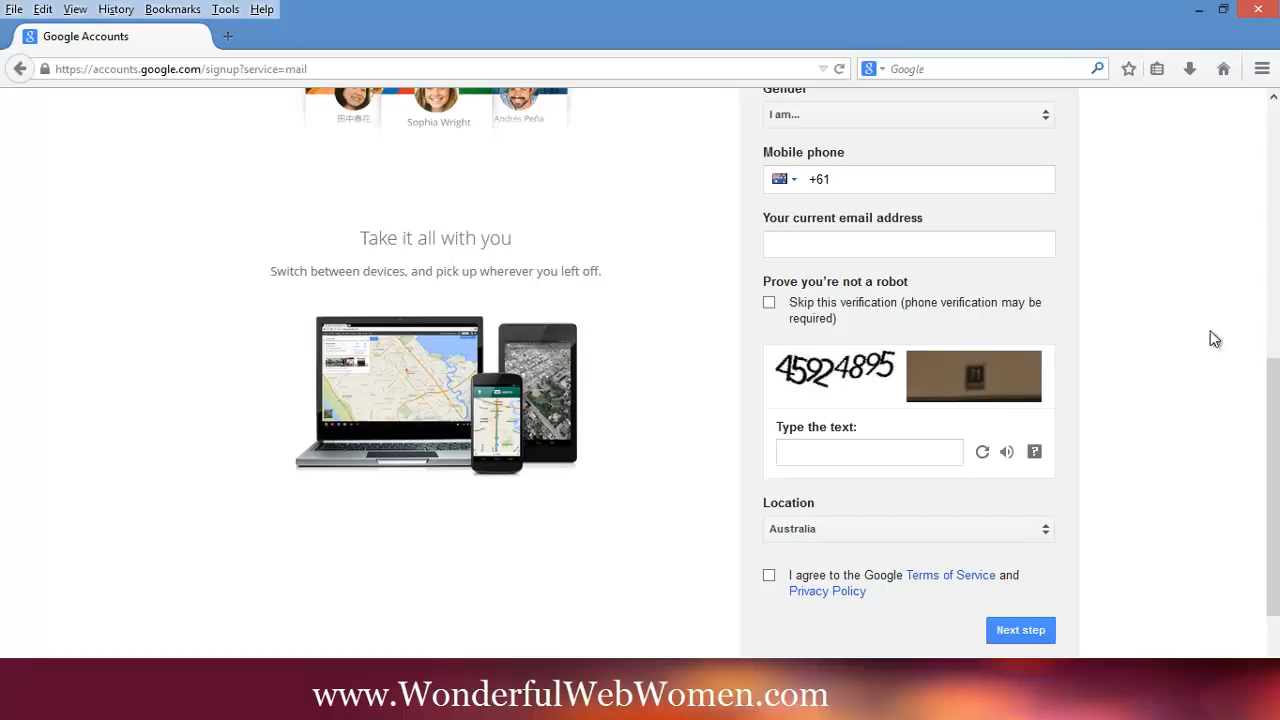 File Edit View History Bookmarks Tools Help
Google Accounts
https://accounts.google.com/signup?service=mail
Google
田中春花
Sophia Wright
Andrés Peña
Take it all with you
Switch between devices, and pick up wherever you left off.
Gender
I am...
Mobile phone
+61
Your current email address
Prove you're not a robot
Skip this verification (phone verification may be
required)
45924895
71
Type the text:
Location
Australia
I agree to the Google Terms of Service and
Privacy Policy
Next step
www.WonderfulWebWomen.com